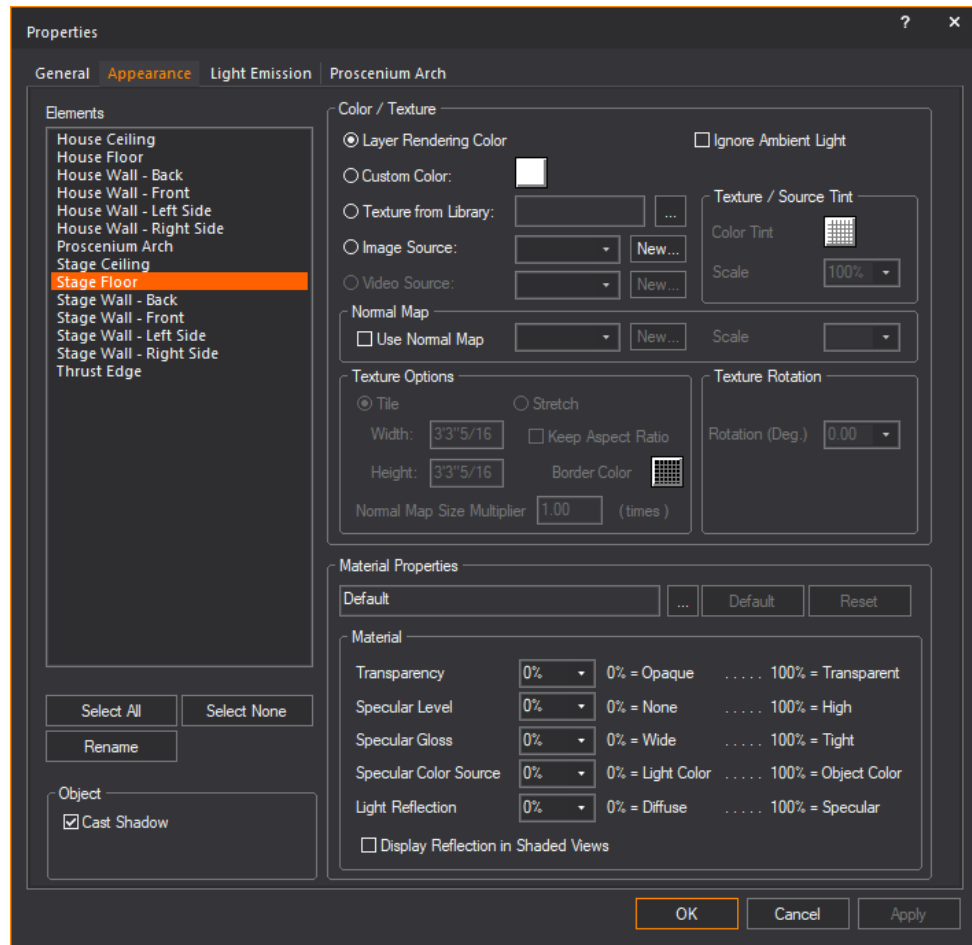 Properties
? ×
General Appearance Light Emission Proscenium Arch
Elements
House Ceiling
House Floor
House Wall - Back
House Wall - Front
House Wall - Left Side
House Wall - Right Side
Proscenium Arch
Stage Ceiling
Stage Floor
Stage Wall - Back
Stage Wall - Front
Stage Wall - Left Side
Stage Wall - Right Side
Thrust Edge
Select All Select None
Rename
Object
Cast Shadow
Color / Texture
Layer Rendering Color Ignore Ambient Light
Custom Color:
Texture from Library: ...
Image Source: New...
Video Source: New...
Texture / Source Tint
Color Tint
Scale 100%
Normal Map
Use Normal Map New... Scale
Texture Options
Tile Stretch
Width: 3'3"5/16 Keep Aspect Ratio
Height: 3'3"5/16 Border Color
Normal Map Size Multiplier 1.00 (times )
Texture Rotation
Rotation (Deg.) 0.00
Material Properties
Default ... Default Reset
Material
Transparency 0% 0% = Opaque ..... 100% = Transparent
Specular Level 0% 0% = None ..... 100% = High
Specular Gloss 0% 0% = Wide ..... 100% = Tight
Specular Color Source 0% 0% = Light Color ..... 100% = Object Color
Light Reflection 0% 0% = Diffuse ..... 100% = Specular
Display Reflection in Shaded Views
OK Cancel Apply